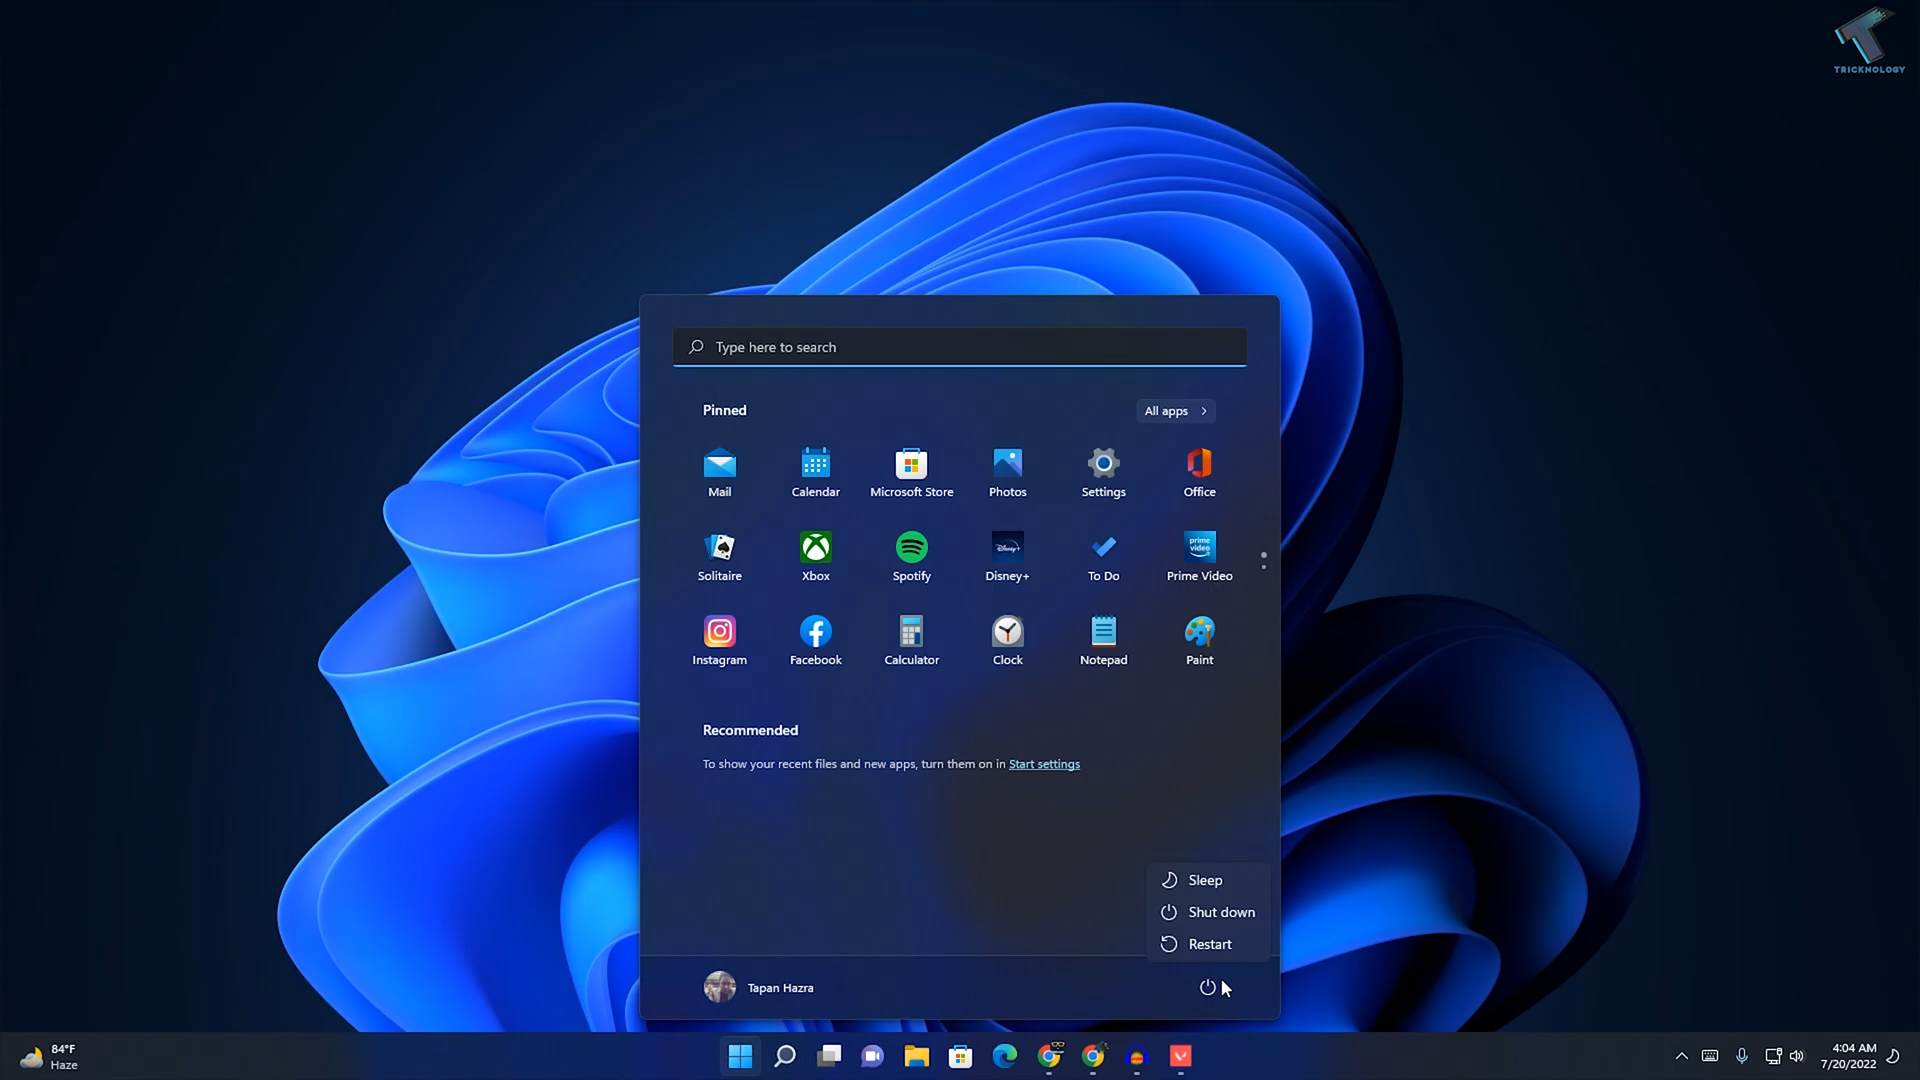 TRICKNOLOGY
Type here to search
Pinned
All apps
Mail
Calendar
Microsoft Store
Photos
Settings
Office
Solitaire
Xbox
Spotify
Disney+
To Do
prime video
Prime Video
Instagram
Facebook
Calculator
Clock
Notepad
Paint
Recommended
To show your recent files and new apps, turn them on in Start settings
Sleep
Shut down
Restart
Tapan Hazra
84°F
Haze
4:04 AM
7/20/2022